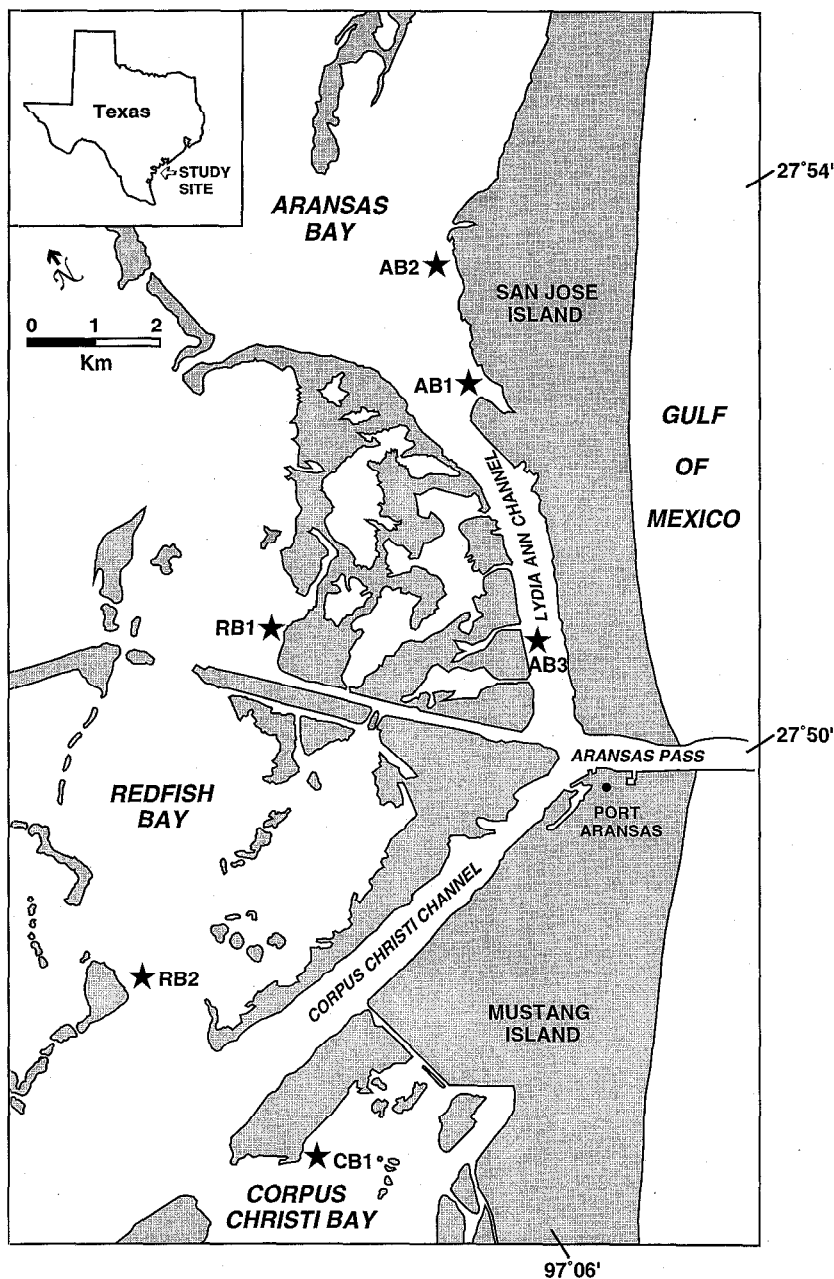 Texas
STUDY
SITE
27°54'
ARANSAS
BAY
N
AB2
SAN JOSE
ISLAND
0 1 2
Km
AB1
GULF
OF
MEXICO
LYDIA ANN CHANNEL
RB1
AB3
27°50'
ARANSAS PASS
REDFISH
BAY
PORT
ARANSAS
CORPUS CHRISTI CHANNEL
RB2
MUSTANG
ISLAND
CB1
CORPUS
CHRISTI BAY
97°06'